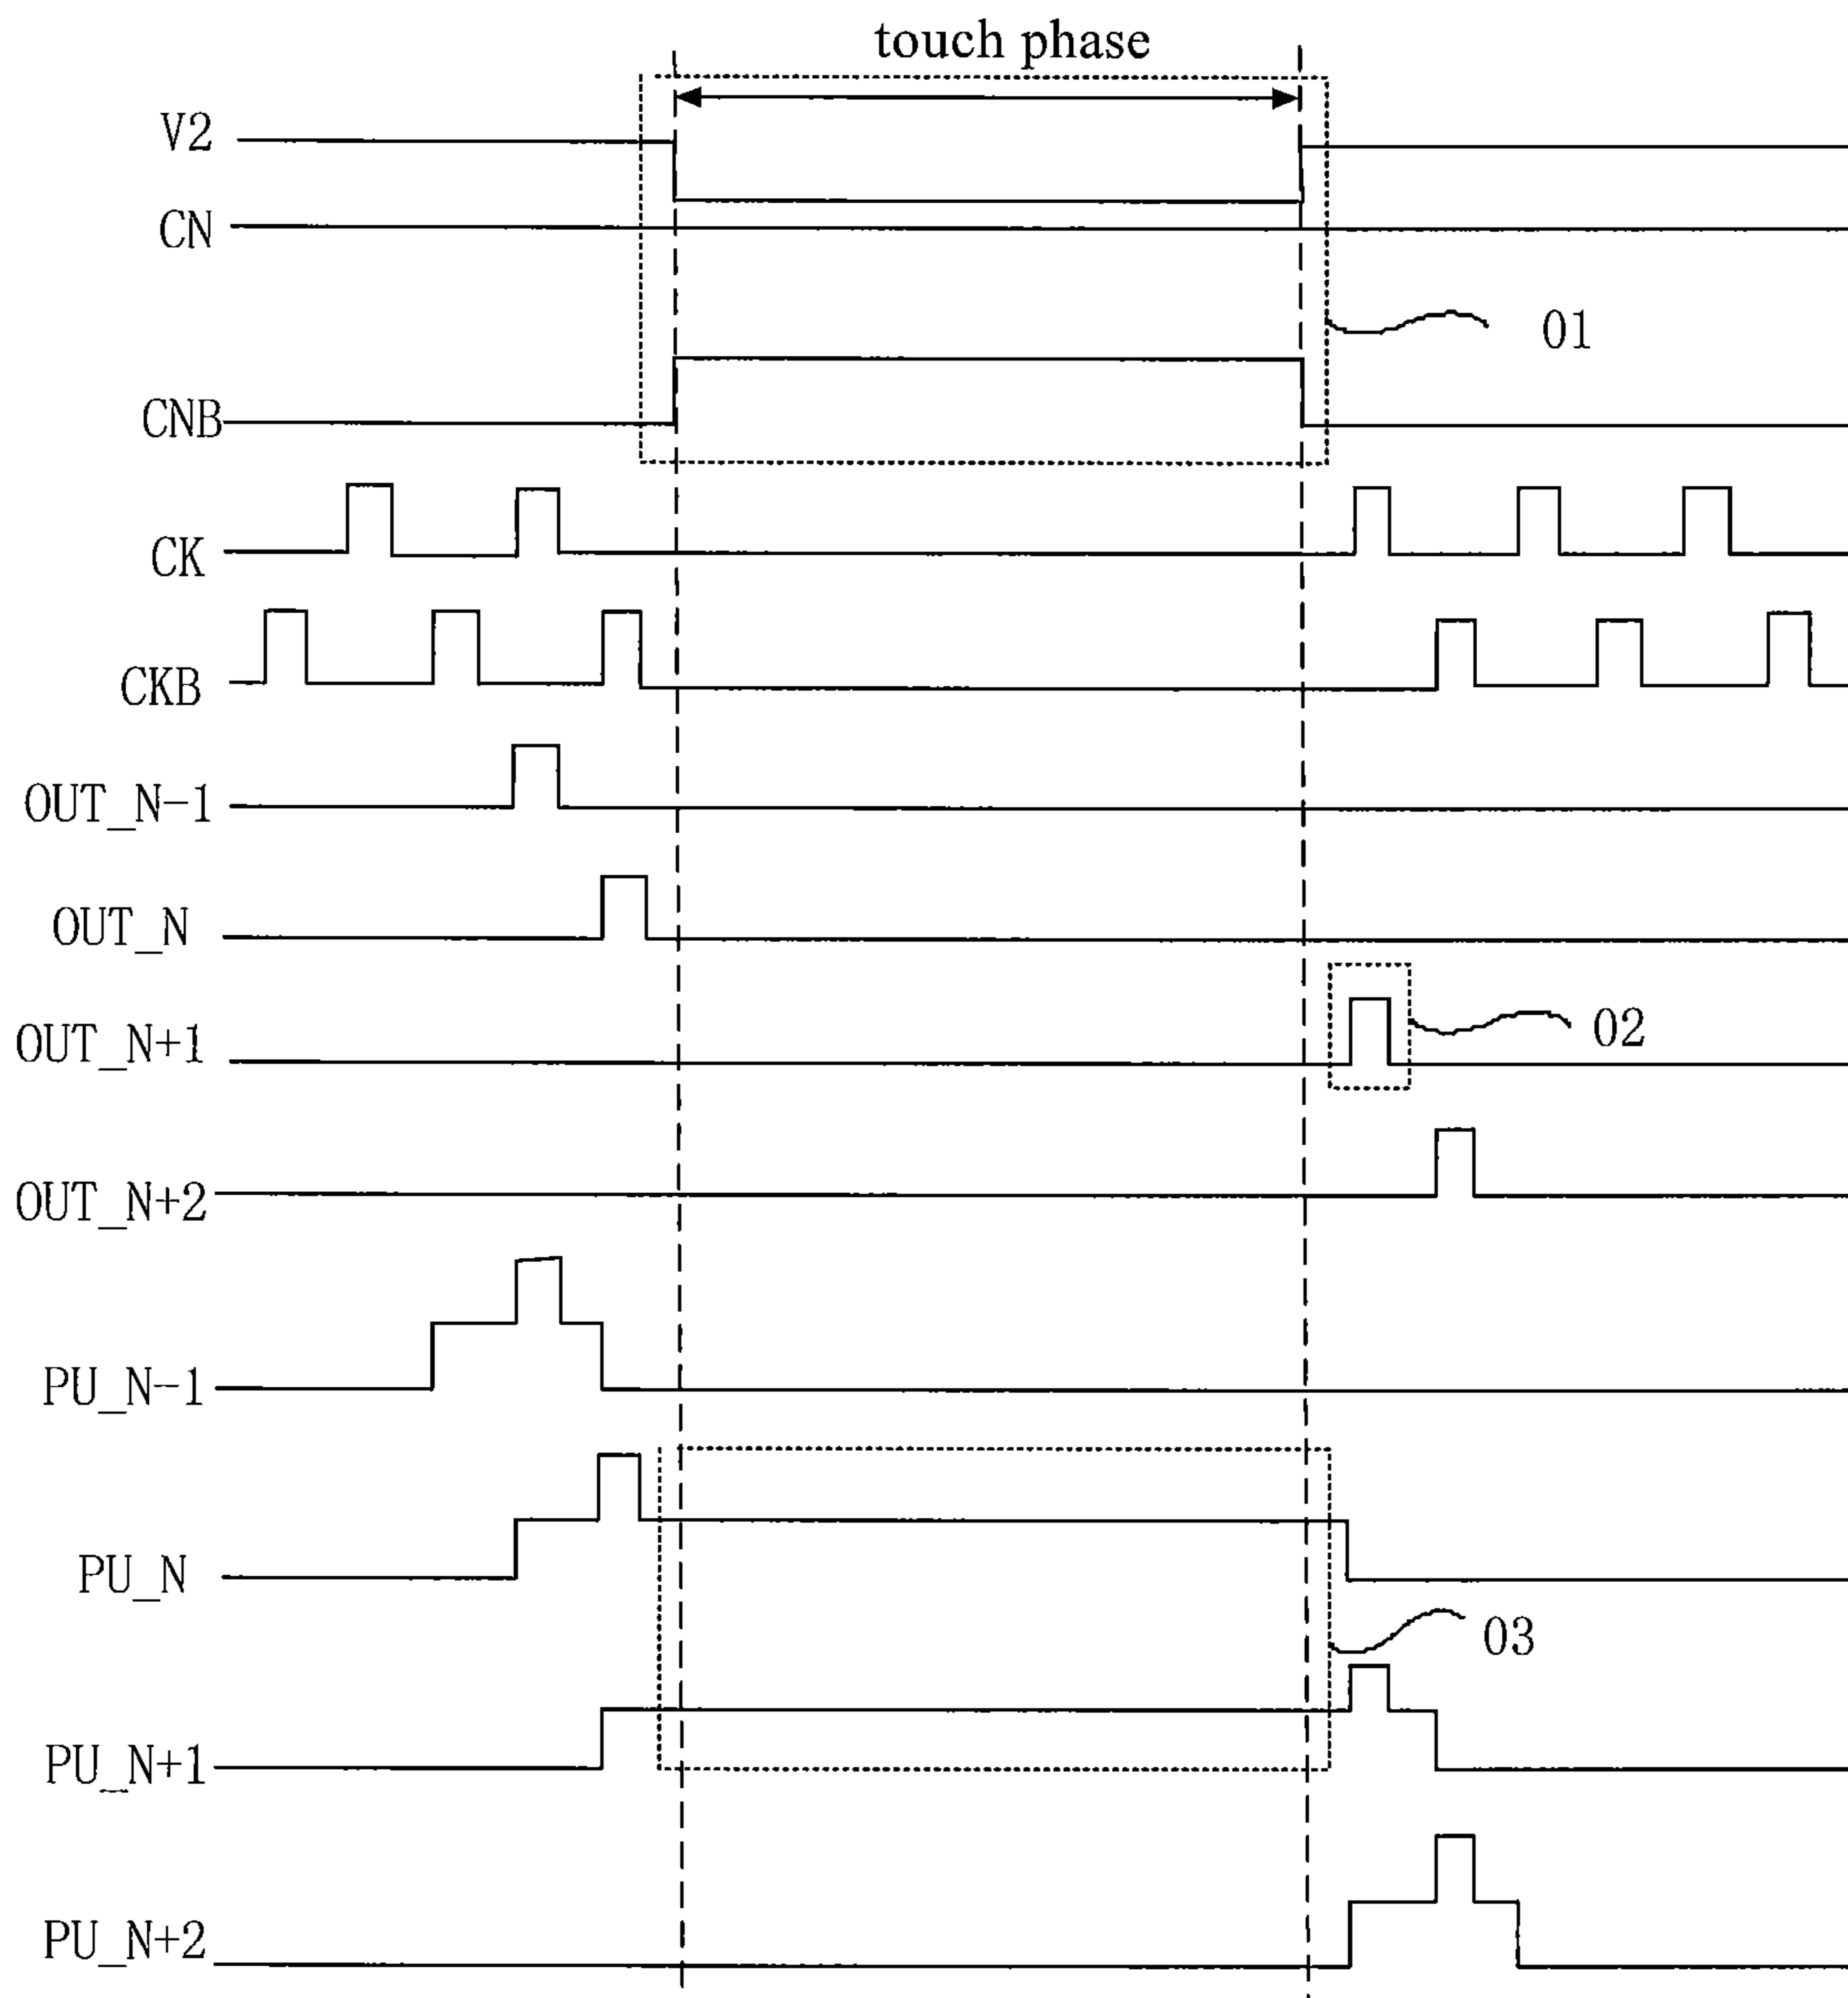 touch phase
V2
CN
01
CNB
CK
CKB
OUT_N-1
OUT_N
OUT_N+1
02
OUT_N+2
PU_N-1
PU_N
03
PU_N+1
PU_N+2